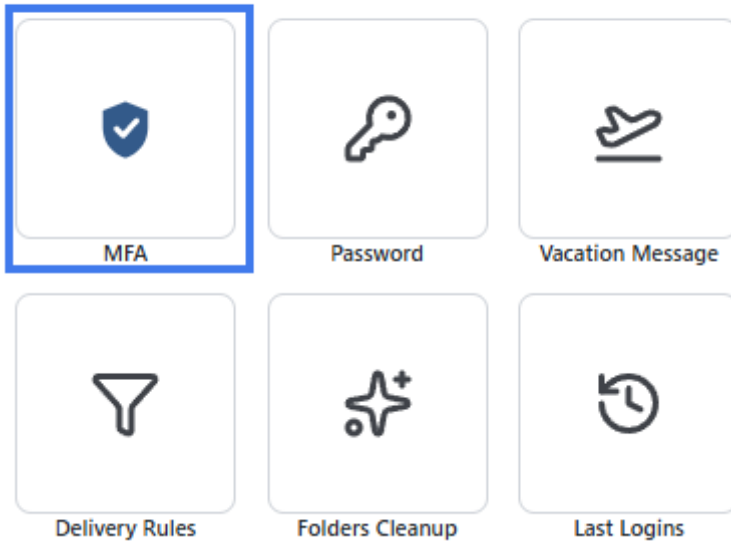 MFA
Password
Vacation Message
Delivery Rules
Folders Cleanup
Last Logins